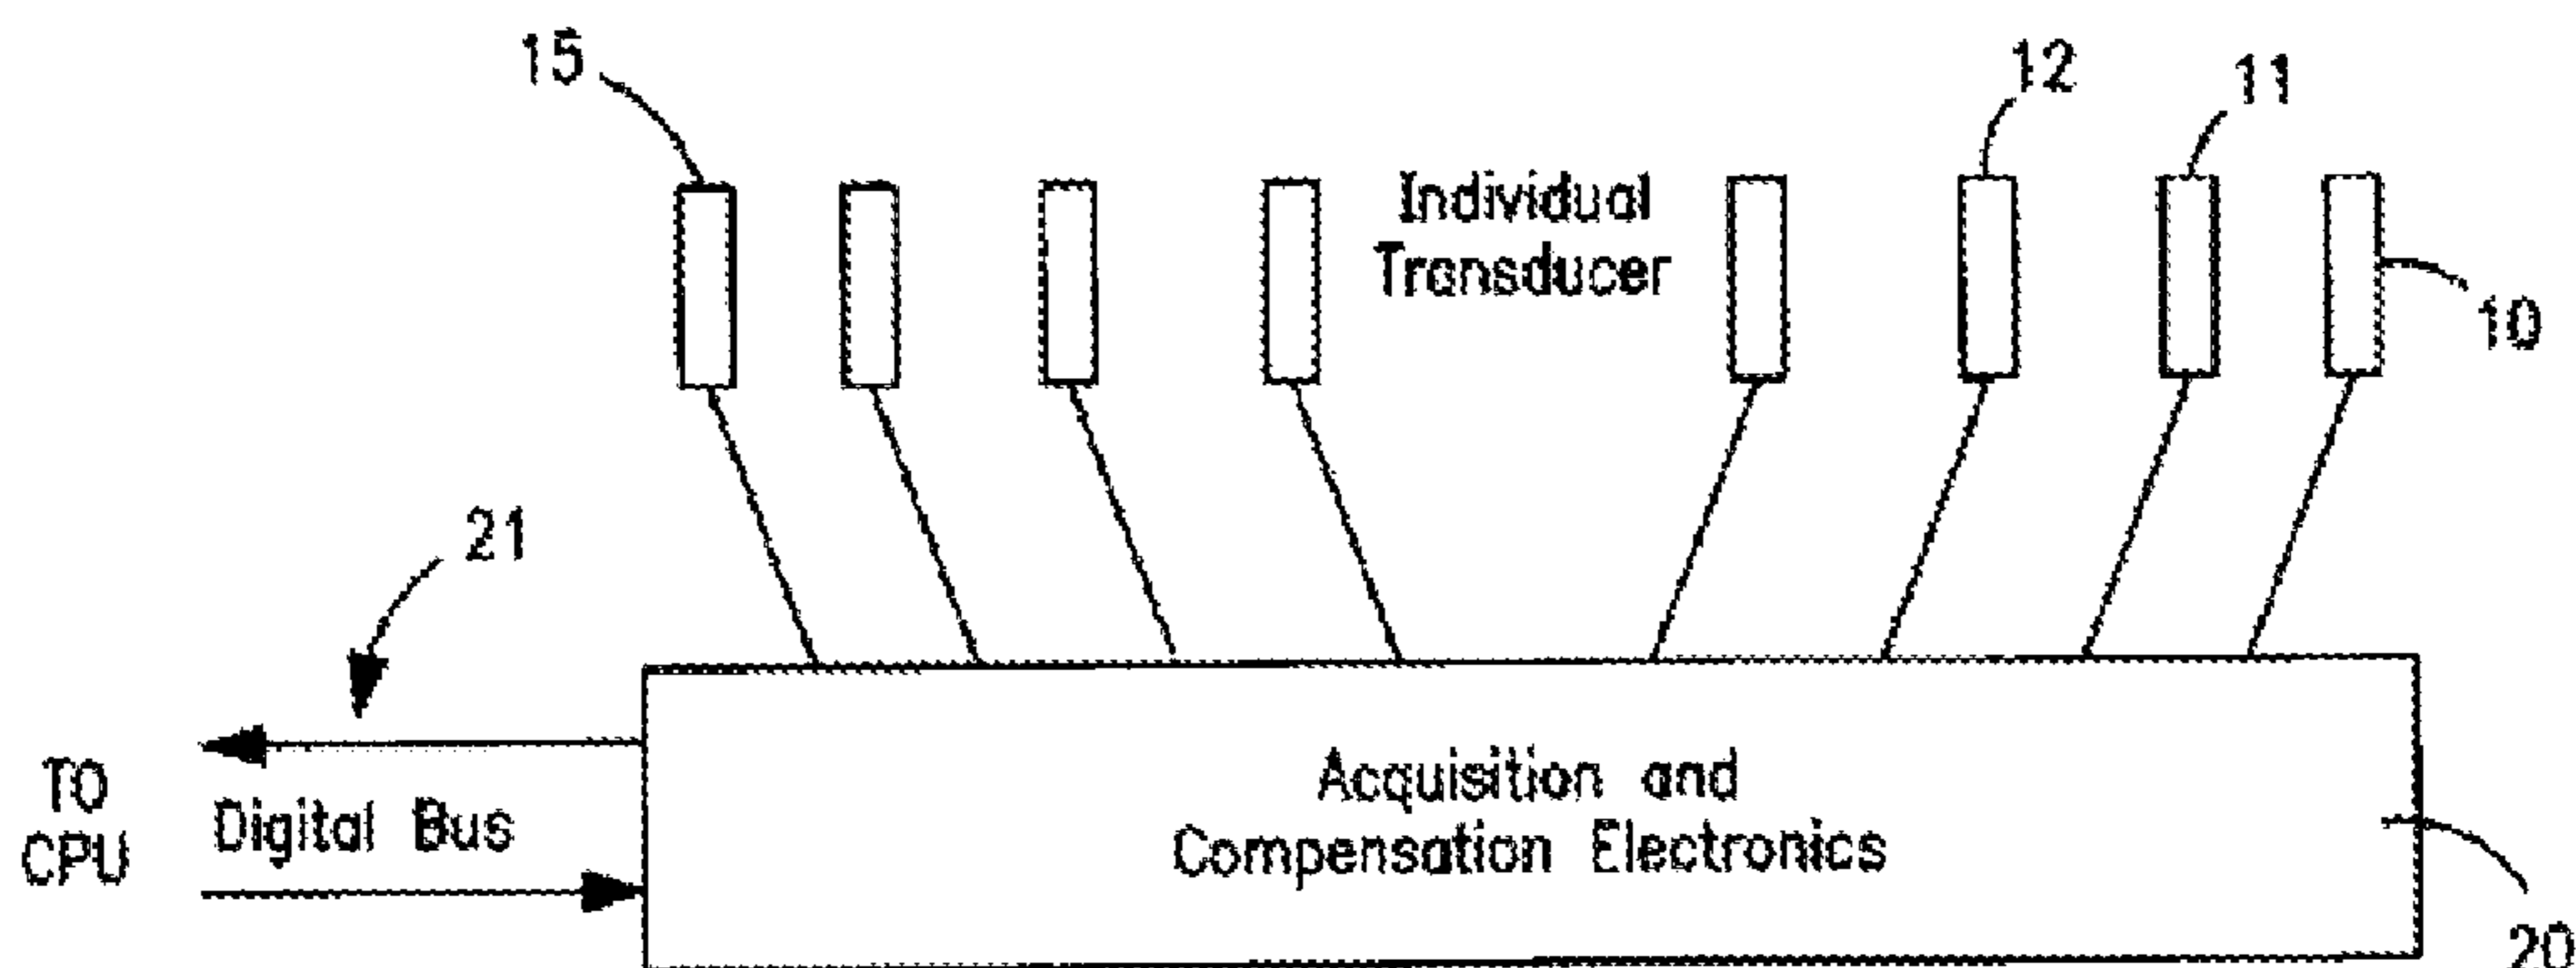 15
12
11
Individual
Transducer
10
21
TO
CPU
Digital Bus
Acquisition and
Compensation Electronics
20